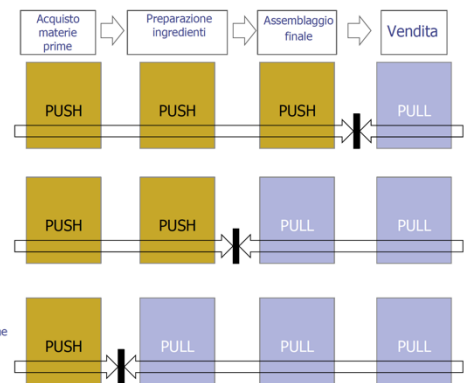 Acquisto
materie
prime
Preparazione
ingredienti
Assemblaggio
finale
Vendita
PUSH PUSH PUSH PULL
PUSH PUSH PULL PULL
PUSH PULL PULL PULL